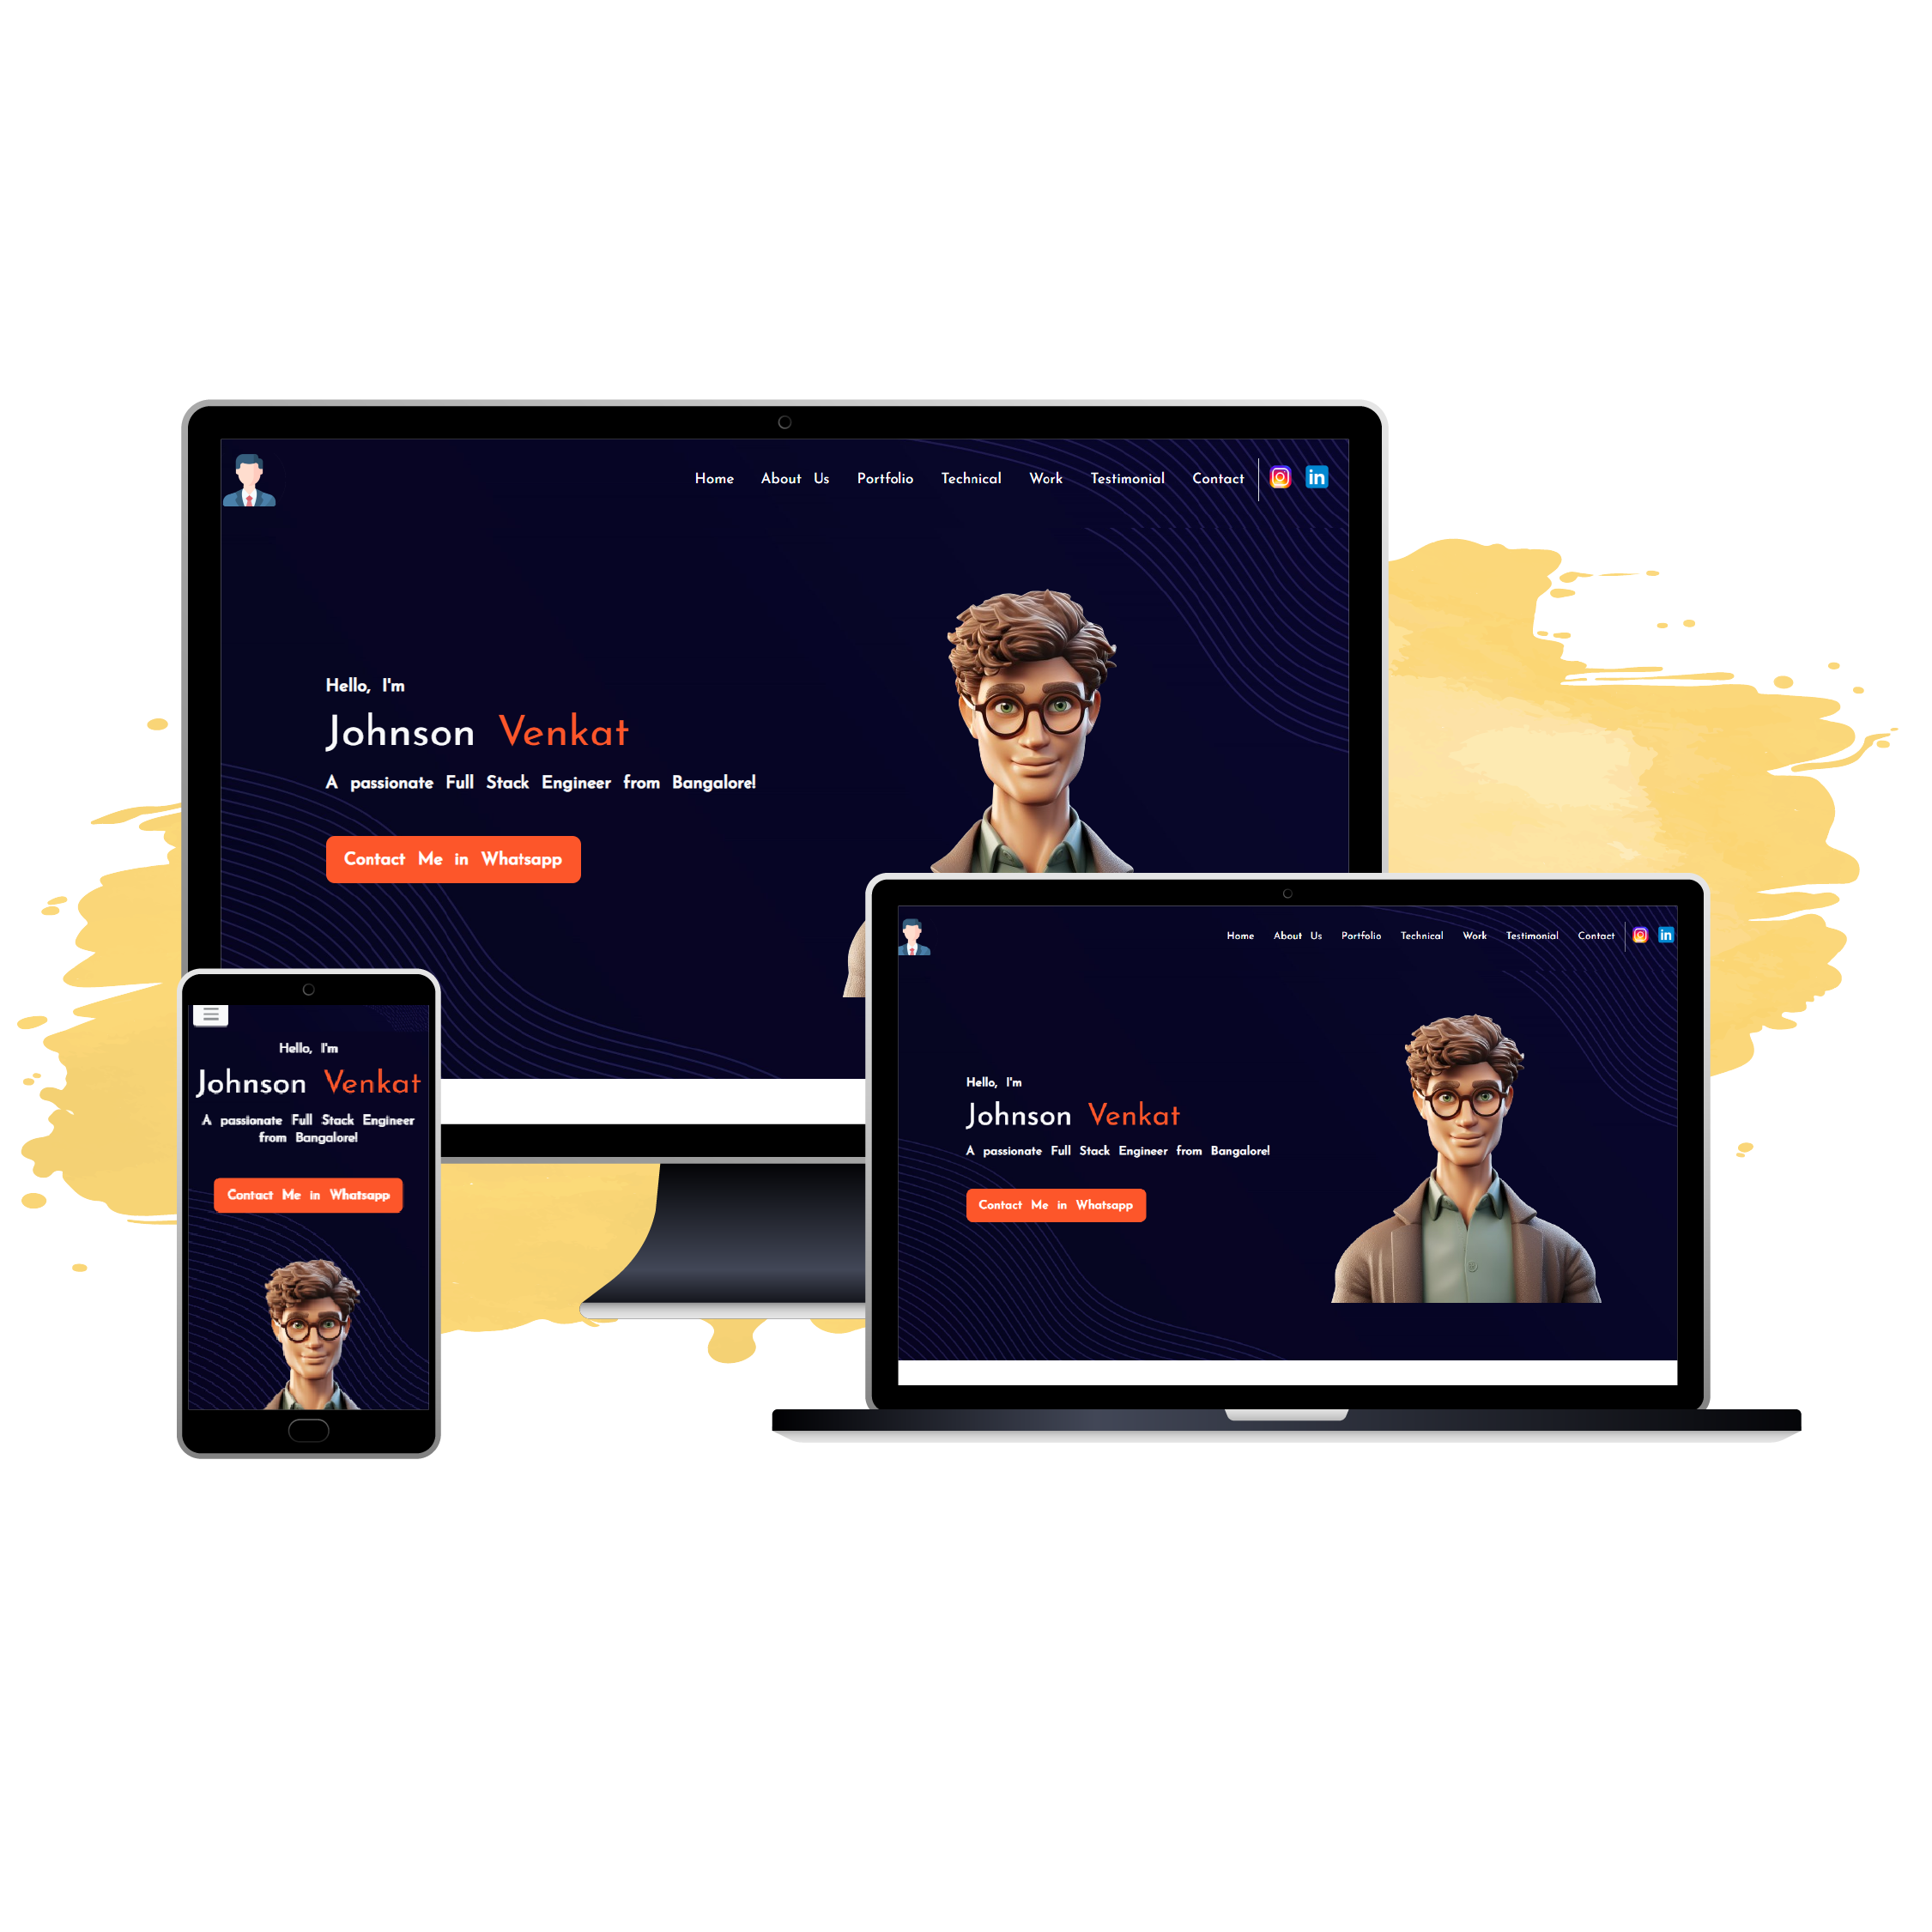 Home About Us Portfolio Technical Work Testimonial Contact
Hello, I'm
Johnson Venkat
A passionate Full Stack Engineer from Bangalore!
Contact Me in Whatsapp
Home About Us Portfolio Technical Work Testimonial Contact
Hello, I'm
Johnson Venkat
A passionate Full Stack Engineer from Bangalore!
Contact Me in Whatsapp
Hello, I'm
Johnson Venkat
A passionate Full Stack Engineer
from Bangalore!
Contact Me in Whatsapp